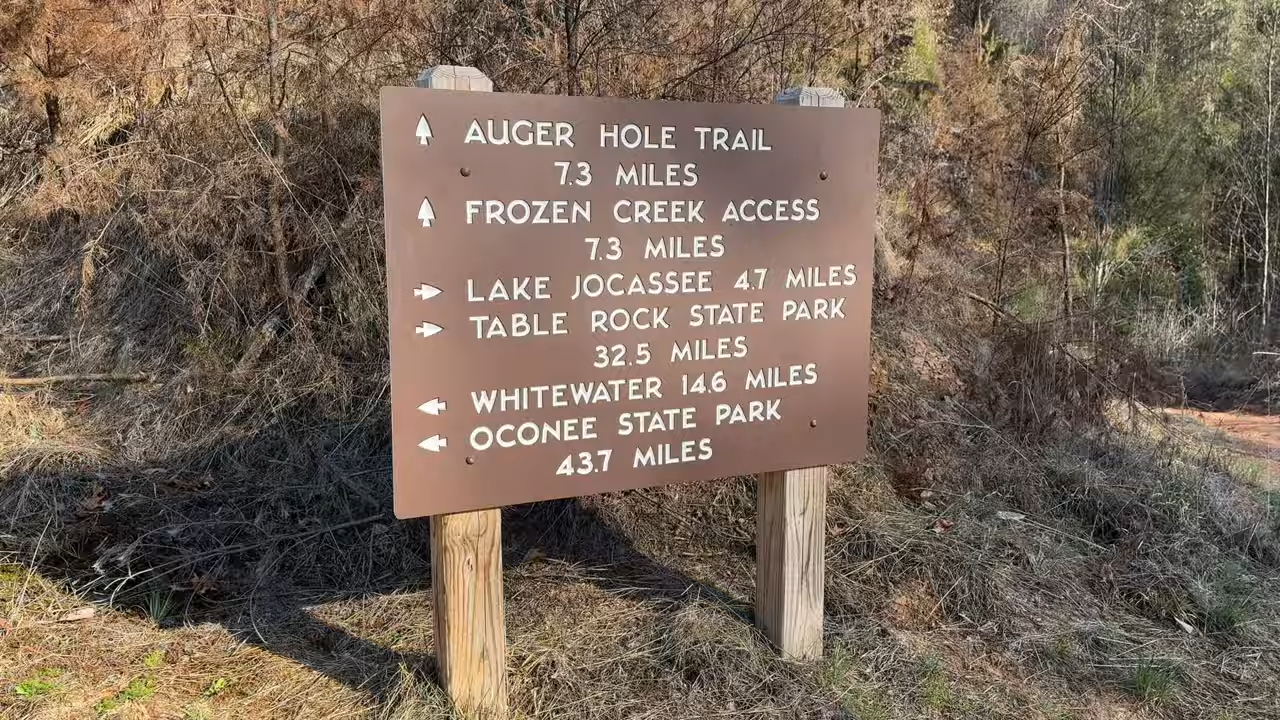 AUGER HOLE TRAIL
7.3 MILES
FROZEN CREEK ACCESS
7.3 MILES
LAKE JOCASSEE 4.7 MILES
TABLE ROCK STATE PARK
32.5 MILES
WHITEWATER 14.6 MILES
OCONEE STATE PARK
43.7 MILES